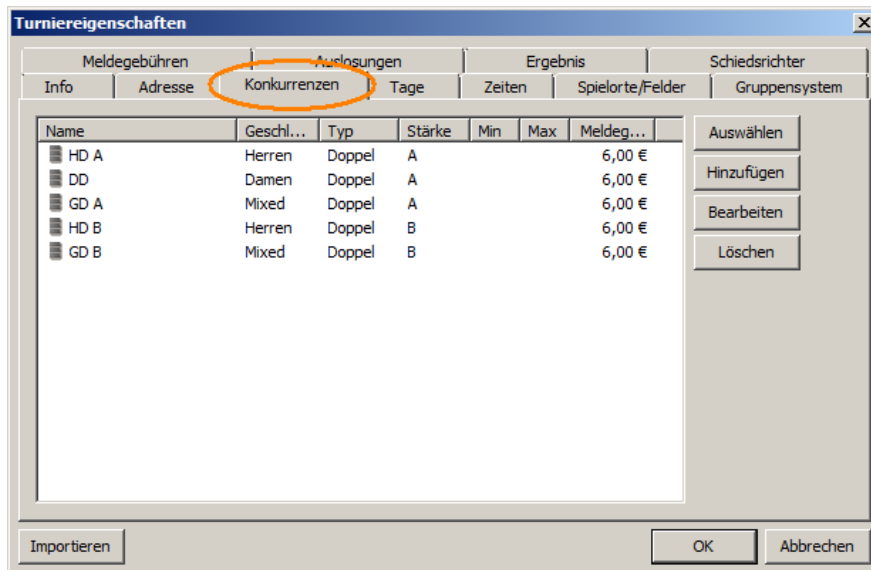 Turniereigenschaften
Meldegebühren Auslosungen Ergebnis Schiedsrichter
Info Adresse Konkurrenzen Tage Zeiten Spielorte/Felder Gruppensystem
Name Geschl... Typ Stärke Min Max Meldeg...
HD A Herren Doppel A 6,00 €
DD Damen Doppel A 6,00 €
GD A Mixed Doppel A 6,00 €
HD B Herren Doppel B 6,00 €
GD B Mixed Doppel B 6,00 €
Auswählen
Hinzufügen
Bearbeiten
Löschen
Importieren OK Abbrechen